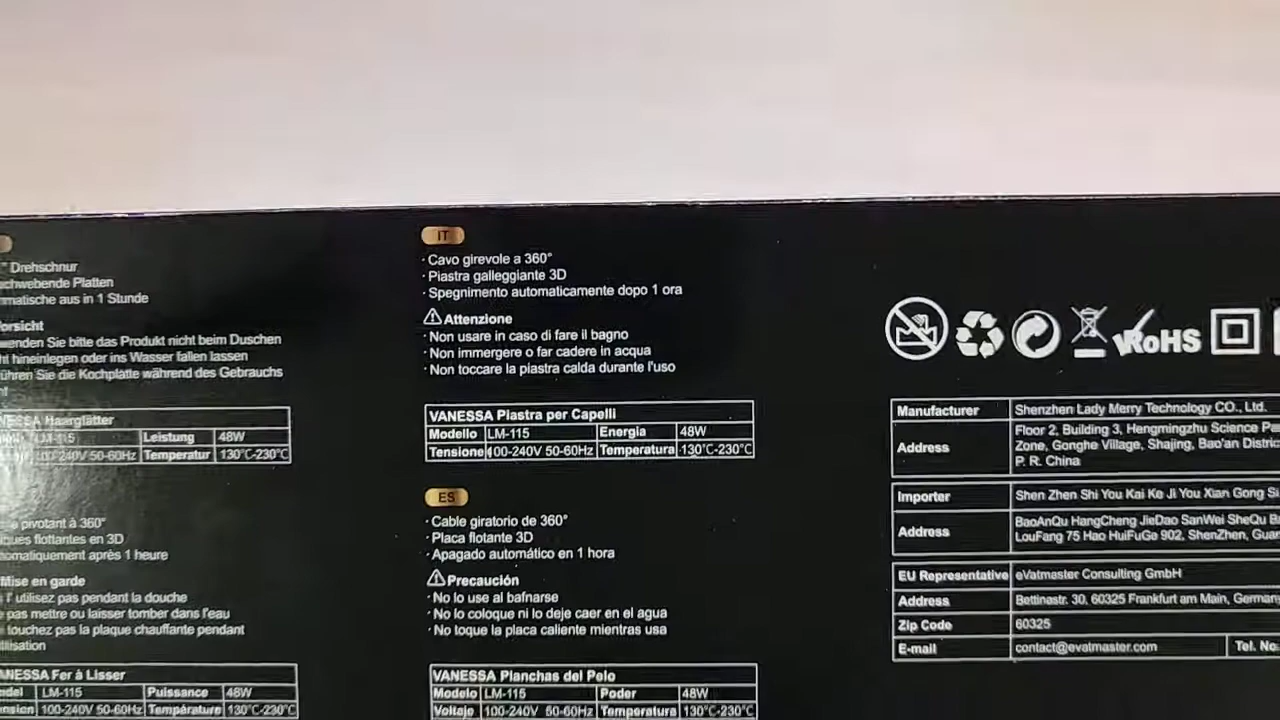 Drehschnur
chwebende Platten
matische aus in 1 Stunde
orsicht
enden Sie bitte das Produkt nicht beim Duschen
ht hineinlegen oder ins Wasser fallen lassen
ühren Sie die Kochplatte während des Gebrauchs
ht
NESSA Haarglätter
LM-115 Leistung 48W
100-240V 50-60Hz Temperatur 130°C-230°C
e pivotant à 360°
ques flottantes en 3D
omatiquement après 1 heure
Mise en garde
l' utilisez pas pendant la douche
pas mettre ou laisser tomber dans l'eau
touchez pas la plaque chauffante pendant
tilisation
NESSA Fer à Lisser
odel LM-115 Puissance 48W
nsion 100-240V 50-60Hz Température 130°C-230°C
IT
· Cavo girevole a 360°
· Piastra galleggiante 3D
· Spegnimento automaticamente dopo 1 ora
Attenzione
· Non usare in caso di fare il bagno
· Non immergere o far cadere in acqua
· Non toccare la piastra calda durante l'uso
VANESSA Piastra per Capelli
Modello LM-115 Energia 48W
Tensione 100-240V 50-60Hz Temperatura 130°C-230°C
ES
· Cable giratorio de 360°
· Placa flotante 3D
· Apagado automático en 1 hora
Precaución
· No lo use al bañarse
· No lo coloque ni lo deje caer en el agua
· No toque la placa caliente mientras usa
VANESSA Planchas del Pelo
Modelo LM-115 Poder 48W
Voltaje 100-240V 50-60Hz Temperatura 130°C-230°C
RoHS
Manufacturer Shenzhen Lady Merry Technology CO., Ltd.
Address Floor 2, Building 3, Hengmingzhu Science Pa
Zone, Gonghe Village, Shajing, Bao'an Distric
P. R. China
Importer Shen Zhen Shi You Kai Ke Ji You Xian Gong Si
Address BaoAnQu HangCheng JieDao SanWei SheQu B
LouFang 75 Hao HuiFuGe 902, ShenZhen, Guan
EU Representative eVatmaster Consulting GmbH
Address Bettinastr. 30, 60325 Frankfurt am Main, Germany
Zip Code 60325
E-mail contact@evatmaster.com Tel. No.